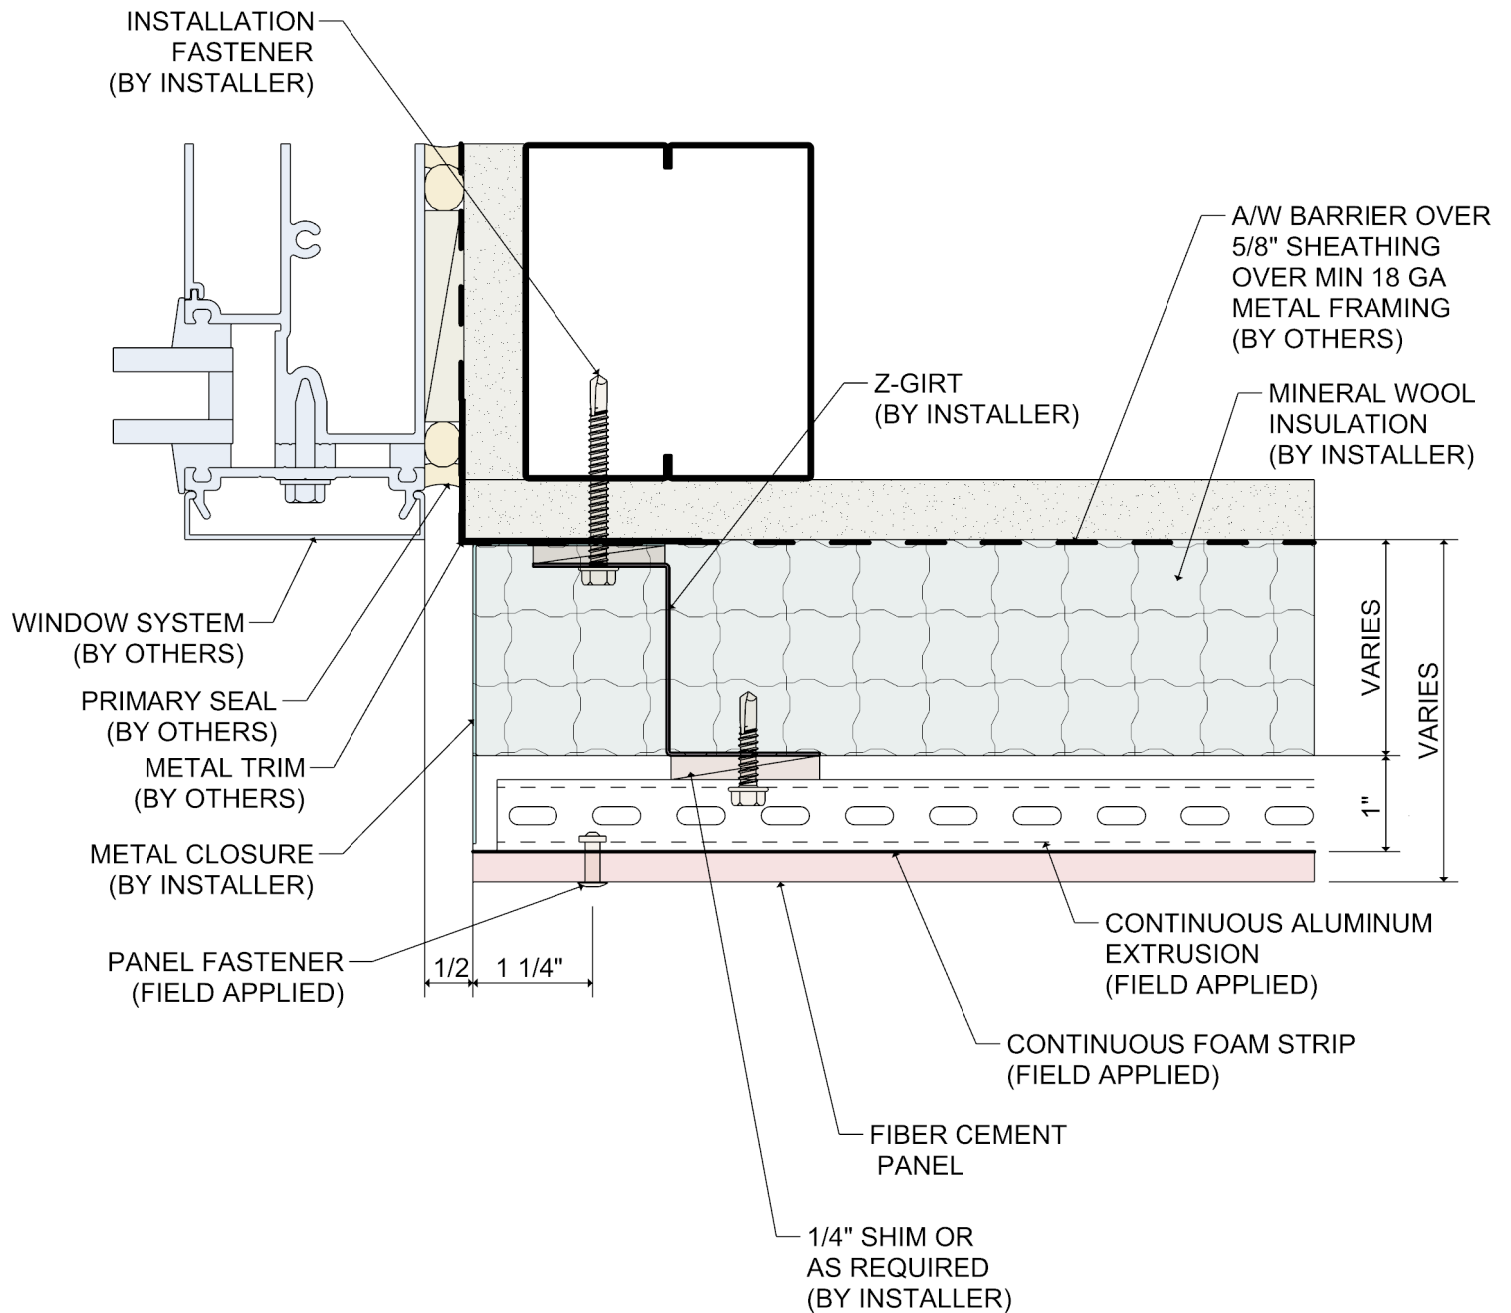 INSTALLATION
FASTENER
(BY INSTALLER)
A/W BARRIER OVER
5/8" SHEATHING
OVER MIN 18 GA
METAL FRAMING
(BY OTHERS)
Z-GIRT
(BY INSTALLER)
MINERAL WOOL
INSULATION
(BY INSTALLER)
WINDOW SYSTEM
(BY OTHERS)
PRIMARY SEAL
(BY OTHERS)
METAL TRIM
(BY OTHERS)
METAL CLOSURE
(BY INSTALLER)
PANEL FASTENER
(FIELD APPLIED)
1/2
1 1/4"
VARIES
VARIES
1"
CONTINUOUS ALUMINUM
EXTRUSION
(FIELD APPLIED)
CONTINUOUS FOAM STRIP
(FIELD APPLIED)
FIBER CEMENT
PANEL
1/4" SHIM OR
AS REQUIRED
(BY INSTALLER)